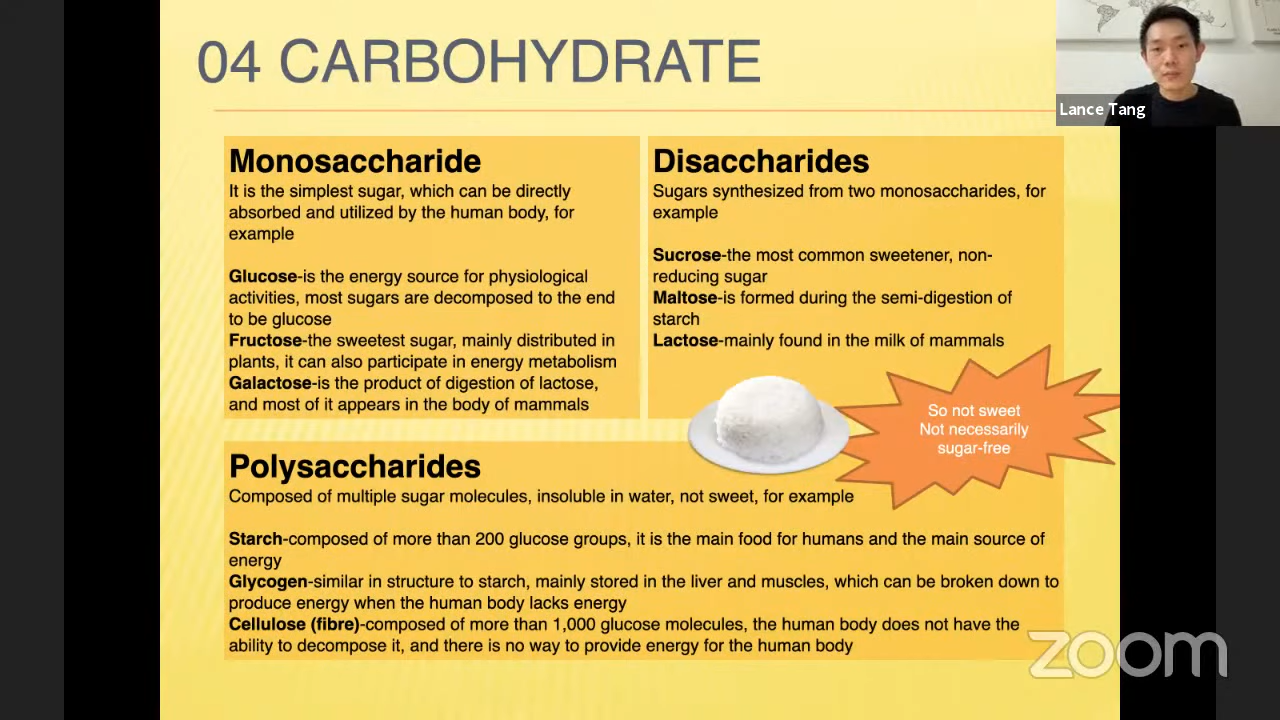 04 CARBOHYDRATE
Lance Tang
Monosaccharide
It is the simplest sugar, which can be directly
absorbed and utilized by the human body, for
example
Glucose-is the energy source for physiological
activities, most sugars are decomposed to the end
to be glucose
Fructose-the sweetest sugar, mainly distributed in
plants, it can also participate in energy metabolism
Galactose-is the product of digestion of lactose,
and most of it appears in the body of mammals
Disaccharides
Sugars synthesized from two monosaccharides, for
example
Sucrose-the most common sweetener, non-
reducing sugar
Maltose-is formed during the semi-digestion of
starch
Lactose-mainly found in the milk of mammals
So not sweet
Not necessarily
sugar-free
Polysaccharides
Composed of multiple sugar molecules, insoluble in water, not sweet, for example
Starch-composed of more than 200 glucose groups, it is the main food for humans and the main source of
energy
Glycogen-similar in structure to starch, mainly stored in the liver and muscles, which can be broken down to
produce energy when the human body lacks energy
Cellulose (fibre)-composed of more than 1,000 glucose molecules, the human body does not have the
ability to decompose it, and there is no way to provide energy for the human body
zoom